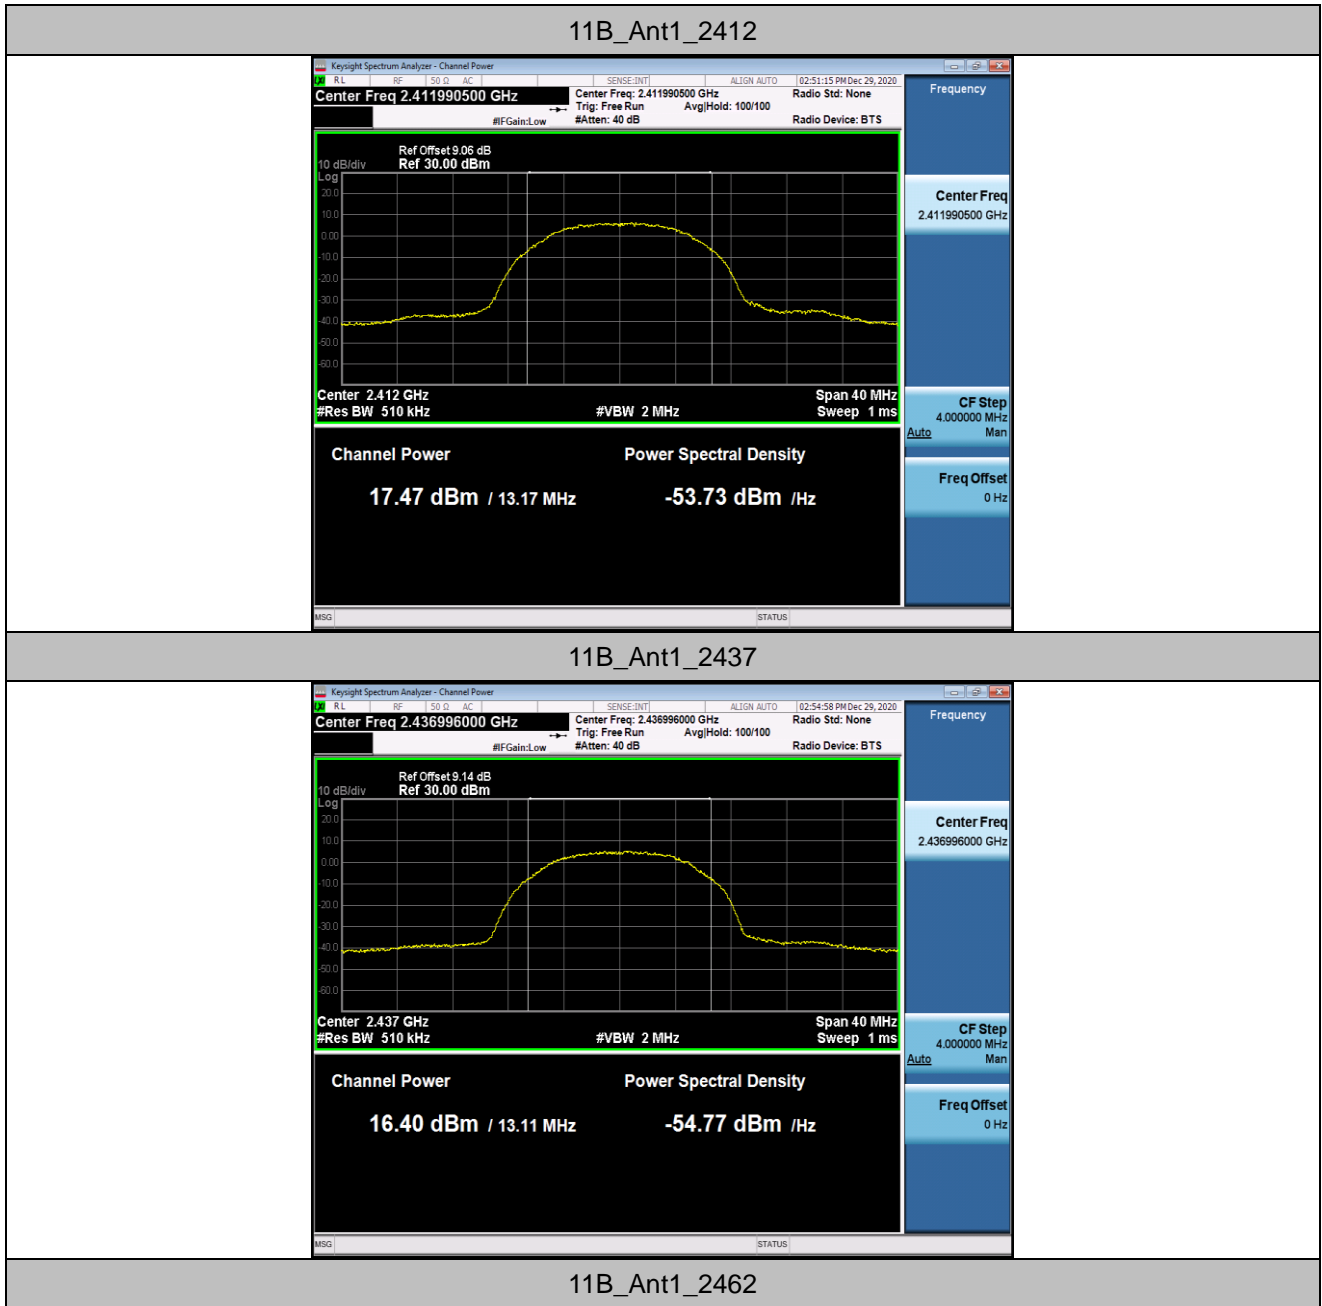 11B_Ant1_2412
Keysight Spectrum Analyzer - Channel Power
RL RF 50 Ω AC SENSE:INT ALIGN AUTO 02:51:15 PM Dec 29, 2020
Center Freq 2.411990500 GHz Center Freq: 2.411990500 GHz Radio Std: None Frequency
Trig: Free Run Avg|Hold: 100/100
#IFGain:Low #Atten: 40 dB Radio Device: BTS
Ref Offset 9.06 dB
10 dB/div Ref 30.00 dBm
Log
20.0
10.0
0.00
-10.0
-20.0
-30.0
-40.0
-50.0
-60.0
Center Freq
2.411990500 GHz
Center 2.412 GHz Span 40 MHz
#Res BW 510 kHz #VBW 2 MHz Sweep 1 ms
CF Step
4.000000 MHz
Auto Man
Channel Power Power Spectral Density
17.47 dBm / 13.17 MHz -53.73 dBm /Hz
Freq Offset
0 Hz
MSG STATUS
11B_Ant1_2437
Keysight Spectrum Analyzer - Channel Power
RL RF 50 Ω AC SENSE:INT ALIGN AUTO 02:54:58 PM Dec 29, 2020
Center Freq 2.436996000 GHz Center Freq: 2.436996000 GHz Radio Std: None Frequency
Trig: Free Run Avg|Hold: 100/100
#IFGain:Low #Atten: 40 dB Radio Device: BTS
Ref Offset 9.14 dB
10 dB/div Ref 30.00 dBm
Log
20.0
10.0
0.00
-10.0
-20.0
-30.0
-40.0
-50.0
-60.0
Center Freq
2.436996000 GHz
Center 2.437 GHz Span 40 MHz
#Res BW 510 kHz #VBW 2 MHz Sweep 1 ms
CF Step
4.000000 MHz
Auto Man
Channel Power Power Spectral Density
16.40 dBm / 13.11 MHz -54.77 dBm /Hz
Freq Offset
0 Hz
MSG STATUS
11B_Ant1_2462